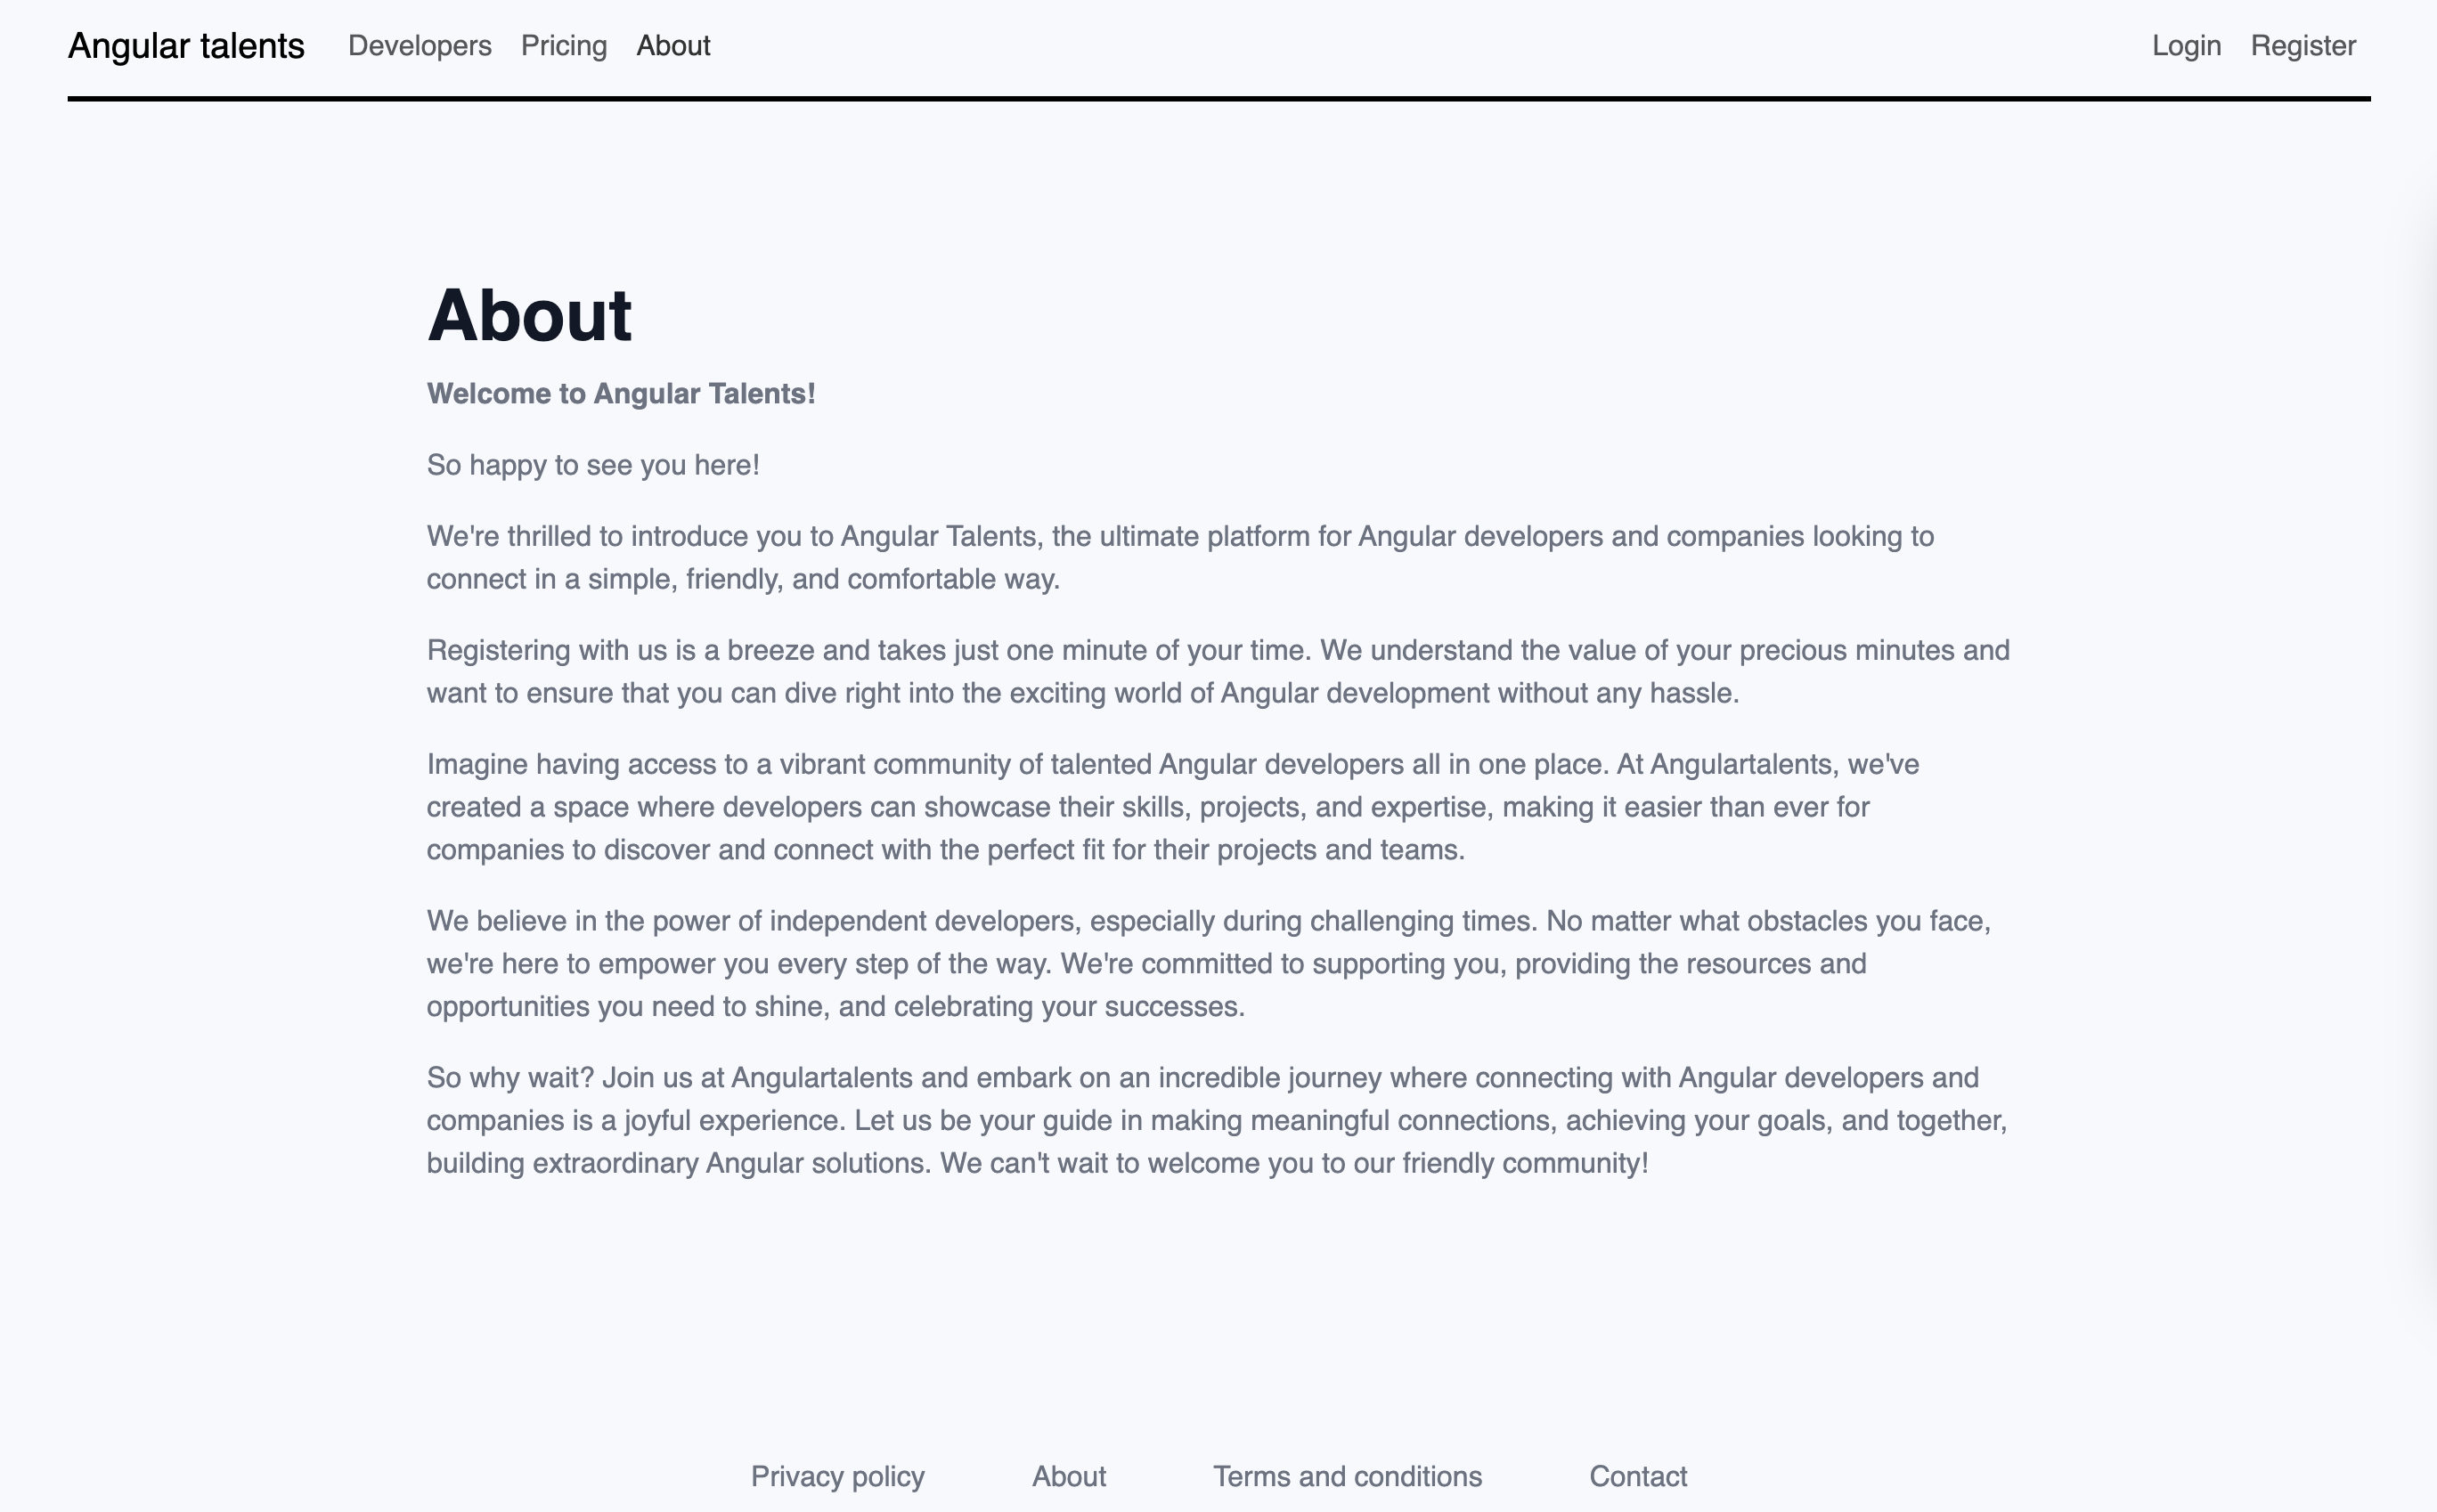 Angular talents Developers Pricing About Login Register
About
Welcome to Angular Talents!
So happy to see you here!
We're thrilled to introduce you to Angular Talents, the ultimate platform for Angular developers and companies looking to
connect in a simple, friendly, and comfortable way.
Registering with us is a breeze and takes just one minute of your time. We understand the value of your precious minutes and
want to ensure that you can dive right into the exciting world of Angular development without any hassle.
Imagine having access to a vibrant community of talented Angular developers all in one place. At Angulartalents, we've
created a space where developers can showcase their skills, projects, and expertise, making it easier than ever for
companies to discover and connect with the perfect fit for their projects and teams.
We believe in the power of independent developers, especially during challenging times. No matter what obstacles you face,
we're here to empower you every step of the way. We're committed to supporting you, providing the resources and
opportunities you need to shine, and celebrating your successes.
So why wait? Join us at Angulartalents and embark on an incredible journey where connecting with Angular developers and
companies is a joyful experience. Let us be your guide in making meaningful connections, achieving your goals, and together,
building extraordinary Angular solutions. We can't wait to welcome you to our friendly community!
Privacy policy About Terms and conditions Contact